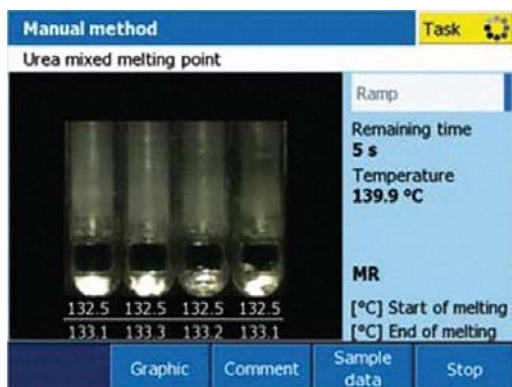 Manual method
Task
Urea mixed melting point
Ramp
Remaining time
5 s
Temperature
139.9 °C
MR
132.5 132.5 132.5 132.5
[°C] Start of melting
133.1 133.3 133.2 133.1
[°C] End of melting
Graphic
Comment
Sample
data
Stop